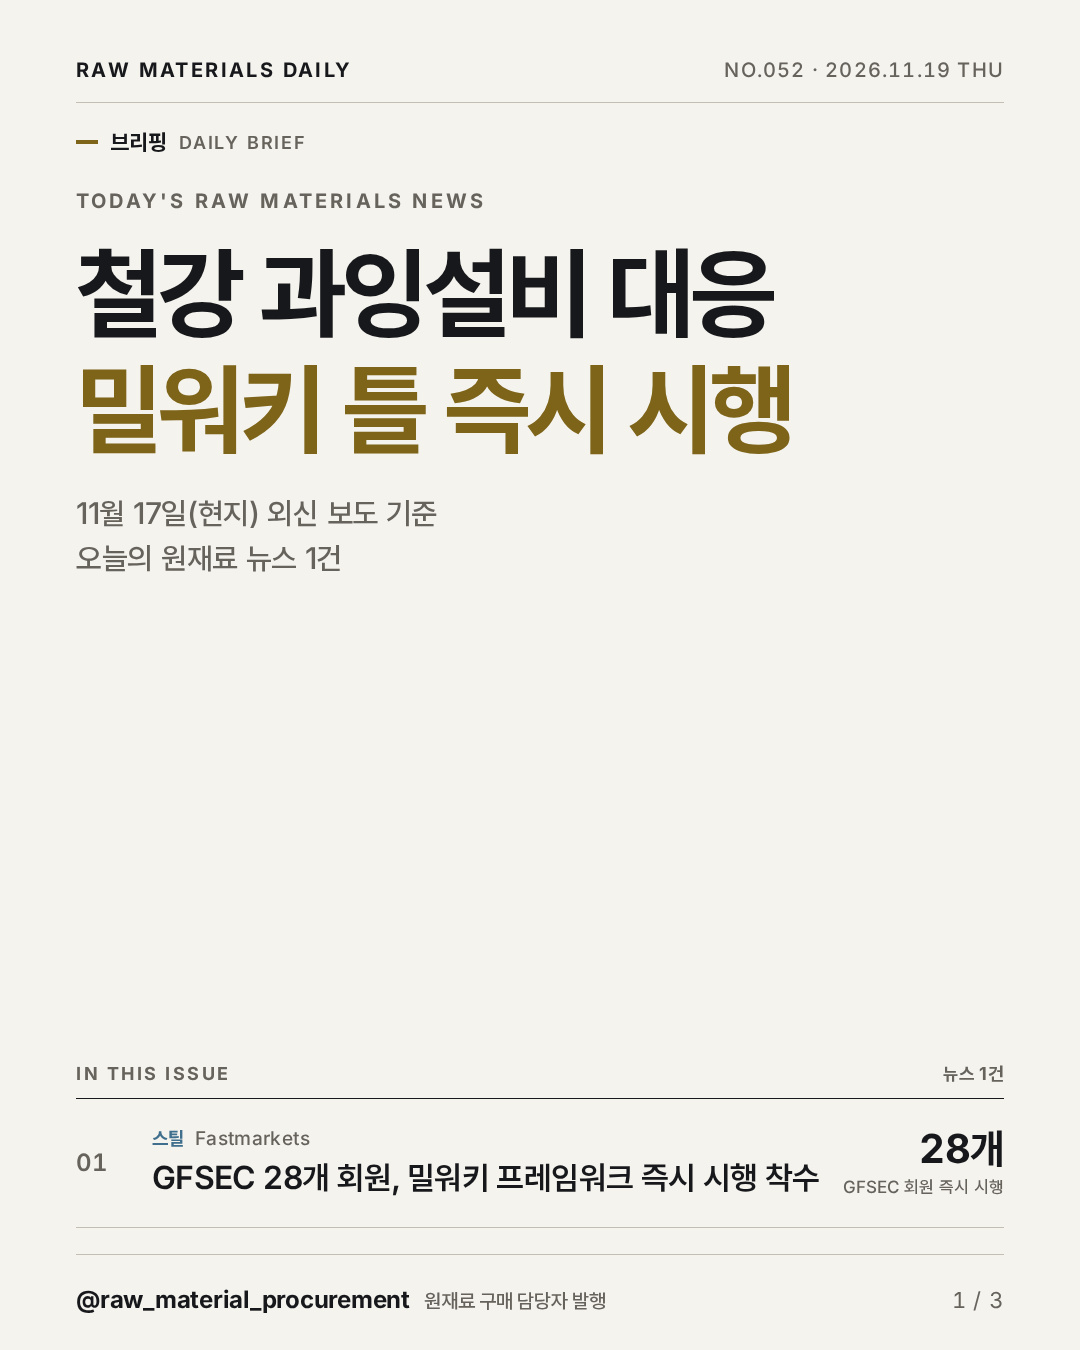 RAW MATERIALS DAILY
NO.052 · 2026.11.19 THU
브리핑 DAILY BRIEF
TODAY'S RAW MATERIALS NEWS
철강 과잉설비 대응
밀워키 틀 즉시 시행
11월 17일(현지) 외신 보도 기준
오늘의 원재료 뉴스 1건
IN THIS ISSUE
뉴스 1건
01
스틸 Fastmarkets
GFSEC 28개 회원, 밀워키 프레임워크 즉시 시행 착수
28개
GFSEC 회원 즉시 시행
@raw_material_procurement 원재료 구매 담당자 발행
1 / 3